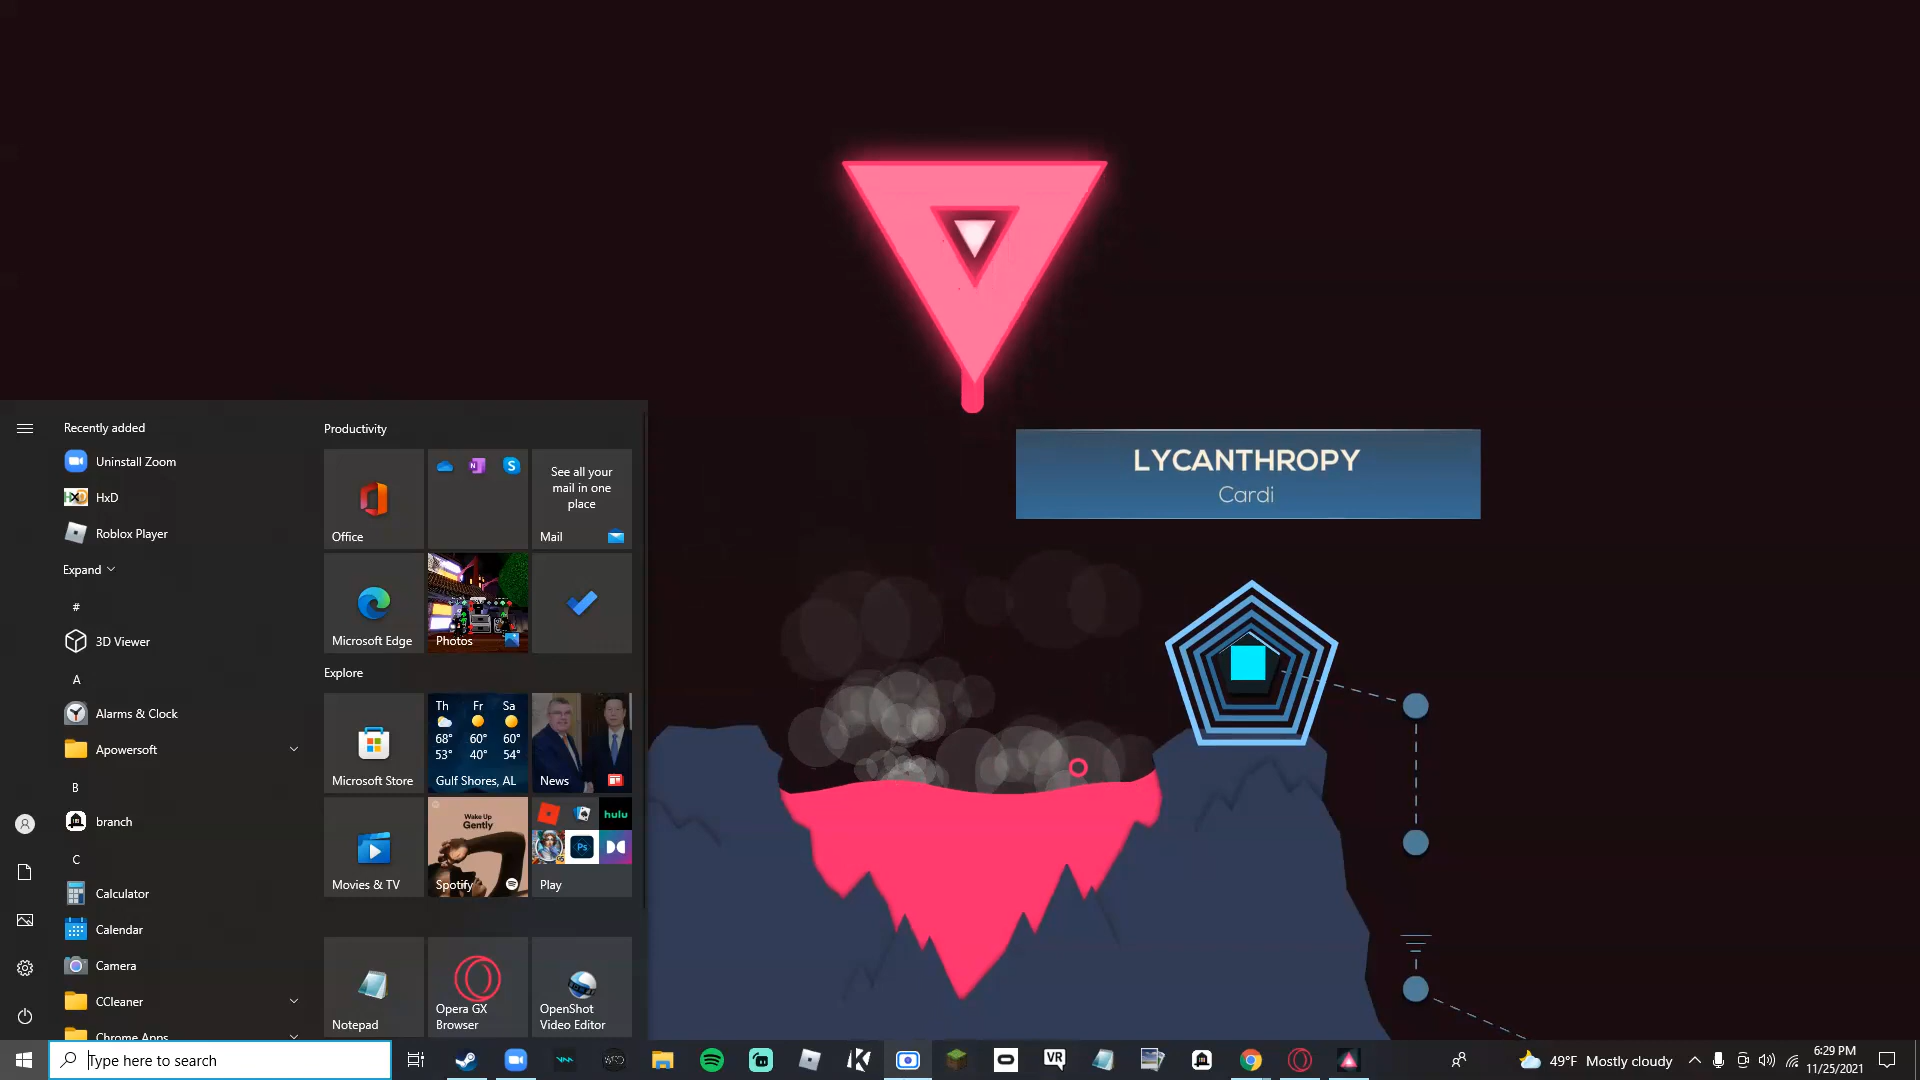 LYCANTHROPY
Cardi
Recently added
Uninstall Zoom
HxD
Roblox Player
Expand
#
3D Viewer
A
Alarms & Clock
Apowersoft
B
branch
C
Calculator
Calendar
Camera
CCleaner
Chrome Apps
Productivity
Office
See all your
mail in one
place
Mail
Microsoft Edge
Photos
Explore
Microsoft Store
Th Fr Sa
68° 60° 60°
53° 40° 54°
Gulf Shores, AL
News
Movies & TV
Wake Up
Gently
Spotify
hulu
Ps
Play
Notepad
Opera GX
Browser
OpenShot
Video Editor
Type here to search
VR
49°F Mostly cloudy
6:29 PM
11/25/2021